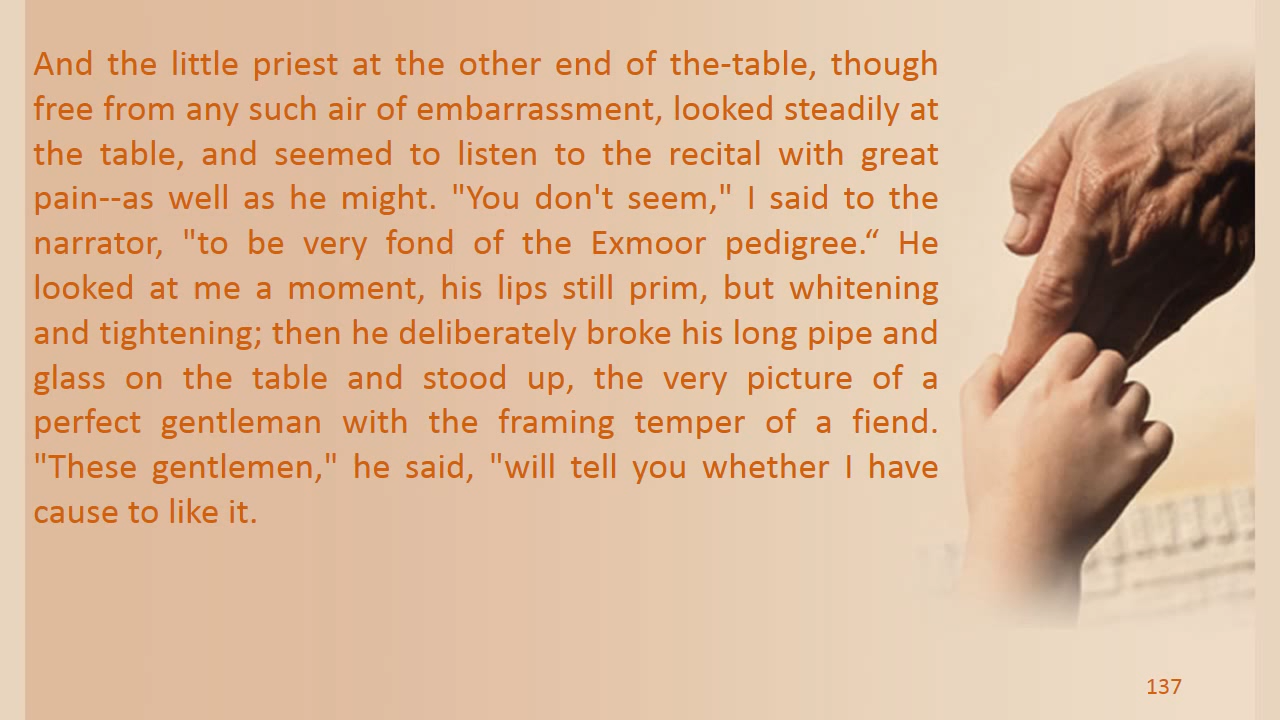 And the little priest at the other end of the-table, though
free from any such air of embarrassment, looked steadily at
the table, and seemed to listen to the recital with great
pain--as well as he might. "You don't seem," I said to the
narrator, "to be very fond of the Exmoor pedigree.“ He
looked at me a moment, his lips still prim, but whitening
and tightening; then he deliberately broke his long pipe and
glass on the table and stood up, the very picture of a
perfect gentleman with the framing temper of a fiend.
"These gentlemen," he said, "will tell you whether I have
cause to like it.
137